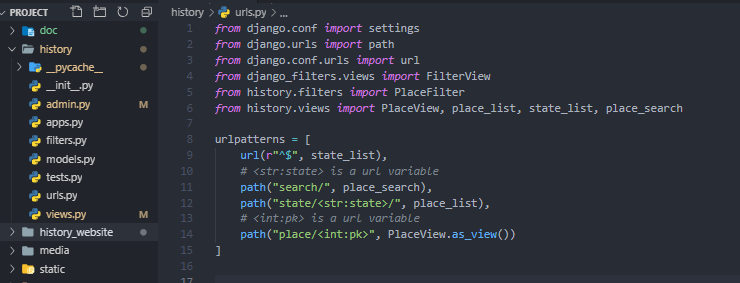 PROJECT
history > urls.py > ...
doc
history
__pycache__
__init__.py
admin.py M
apps.py
filters.py
models.py
tests.py
urls.py
views.py M
history_website
media
static
1 from django.conf import settings
2 from django.urls import path
3 from django.conf.urls import url
4 from django_filters.views import FilterView
5 from history.filters import PlaceFilter
6 from history.views import PlaceView, place_list, state_list, place_search
7
8 urlpatterns = [
9 url(r"^$", state_list),
10 # <str:state> is a url variable
11 path("search/", place_search),
12 path("state/<str:state>/", place_list),
13 # <int:pk> is a url variable
14 path("place/<int:pk>", PlaceView.as_view())
15 ]
16
17